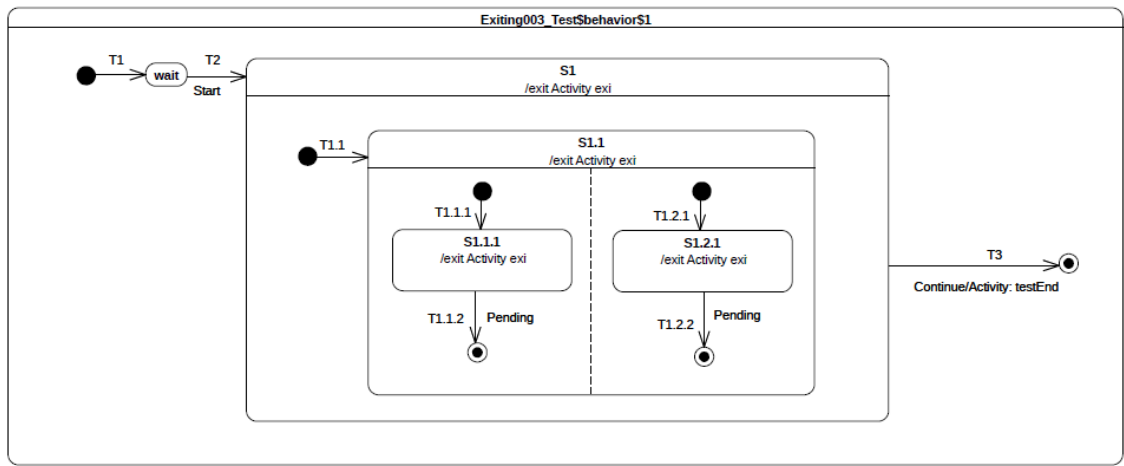 Exiting003_Test$behavior$1
T1
T2
wait
Start
S1
/exit Activity exi
T1.1
S1.1
/exit Activity exi
T1.1.1
T1.2.1
S1.1.1
/exit Activity exi
S1.2.1
/exit Activity exi
T3
Continue/Activity: testEnd
T1.1.2
Pending
T1.2.2
Pending